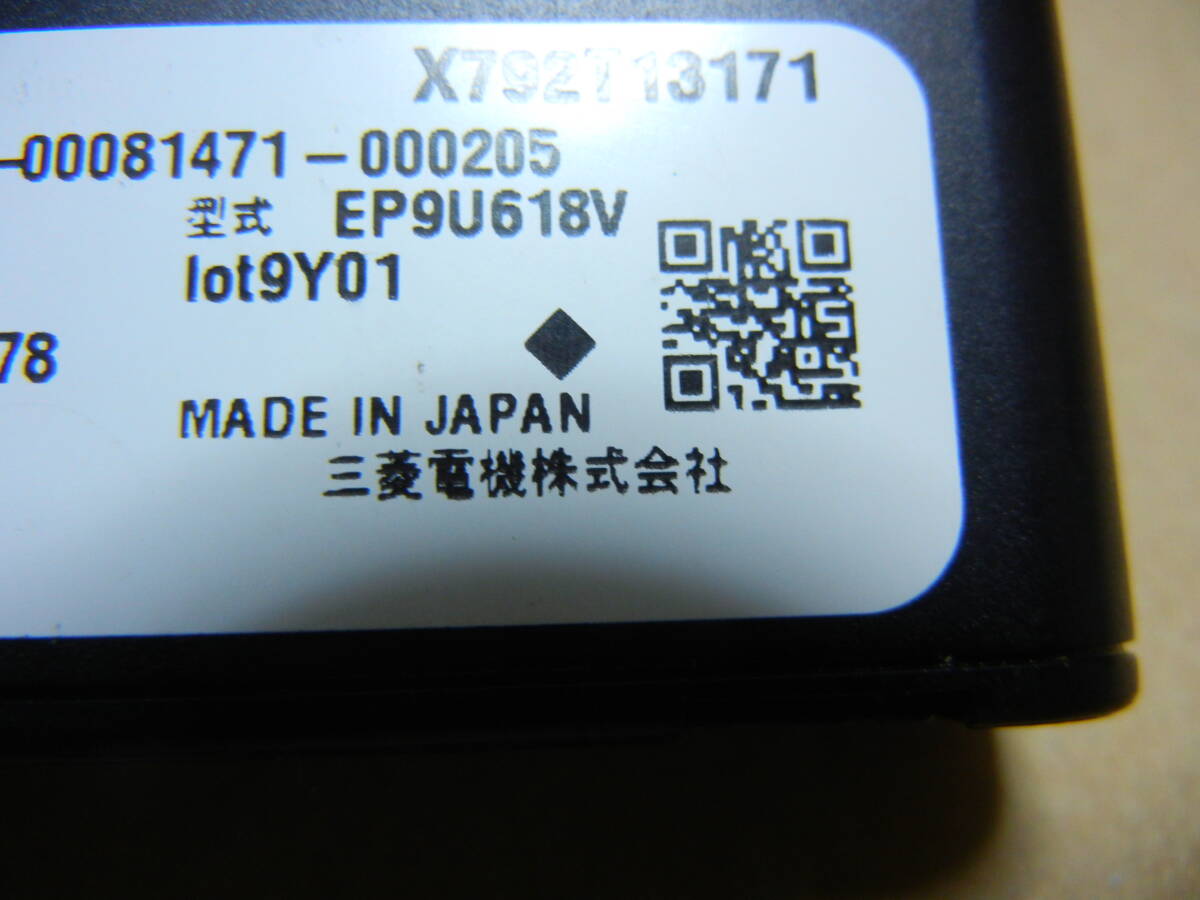 X792T13171
-00081471-000205
型式 EP9U618V
lot9Y01
78
MADE IN JAPAN
三菱電機株式会社